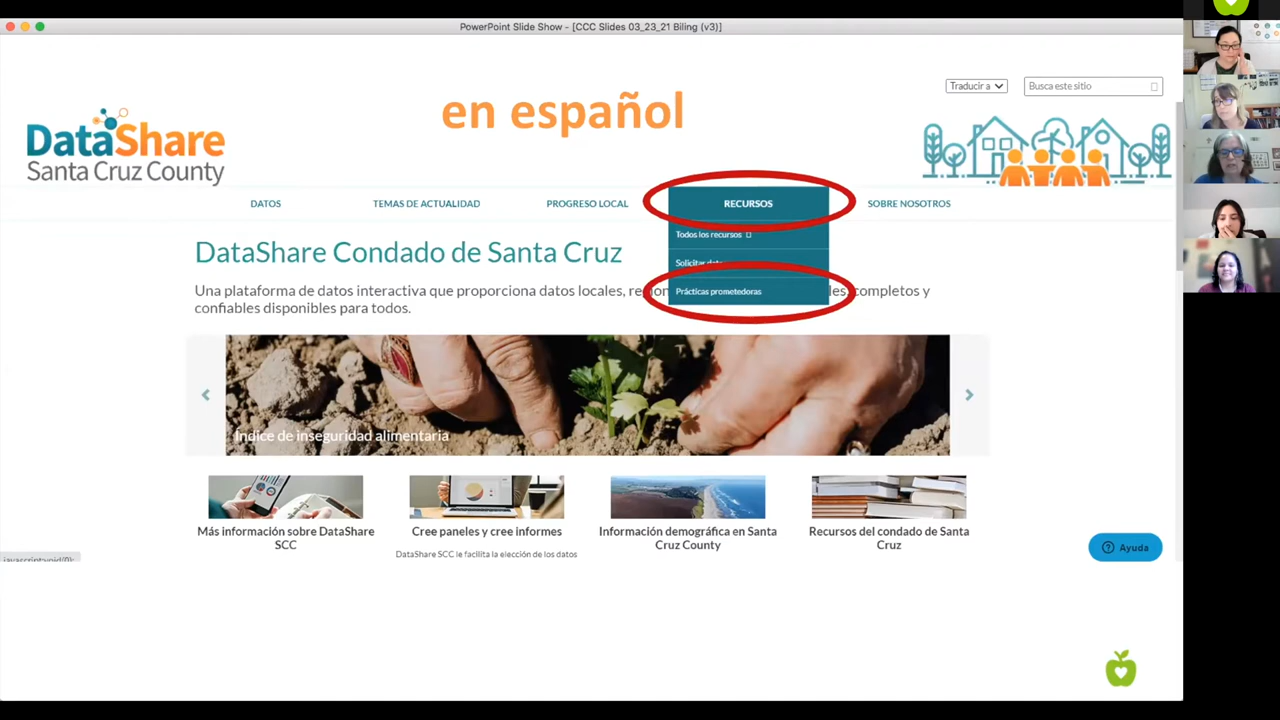 PowerPoint Slide Show - [CCC Slides 03_23_21 Biling (v3)]
en español
Traducir a
Busca este sitio
DataShare
Santa Cruz County
DATOS
TEMAS DE ACTUALIDAD
PROGRESO LOCAL
RECURSOS
SOBRE NOSOTROS
Todos los recursos
Solicitar
Prácticas prometedoras
DataShare Condado de Santa Cruz
Una plataforma de datos interactiva que proporciona datos locales, completos y
confiables disponibles para todos.
Índice de inseguridad alimentaria
Más información sobre DataShare
SCC
Cree paneles y cree informes
DataShare SCC le facilita la elección de los datos
Información demográfica en Santa
Cruz County
Recursos del condado de Santa
Cruz
Ayuda
javascript:void(0);